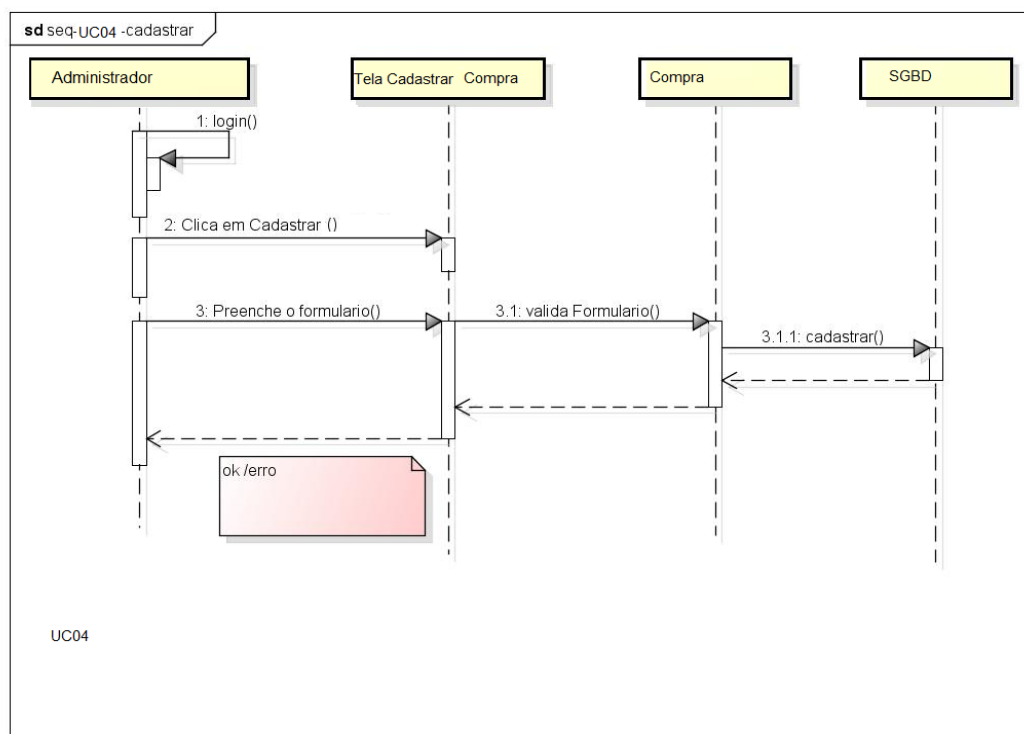 sd seq-UC04 -cadastrar
Administrador
Tela Cadastrar Compra
Compra
SGBD
1: login()
2: Clica em Cadastrar ()
3: Preenche o formulario()
3.1: valida Formulario()
3.1.1: cadastrar()
ok /erro
UC04